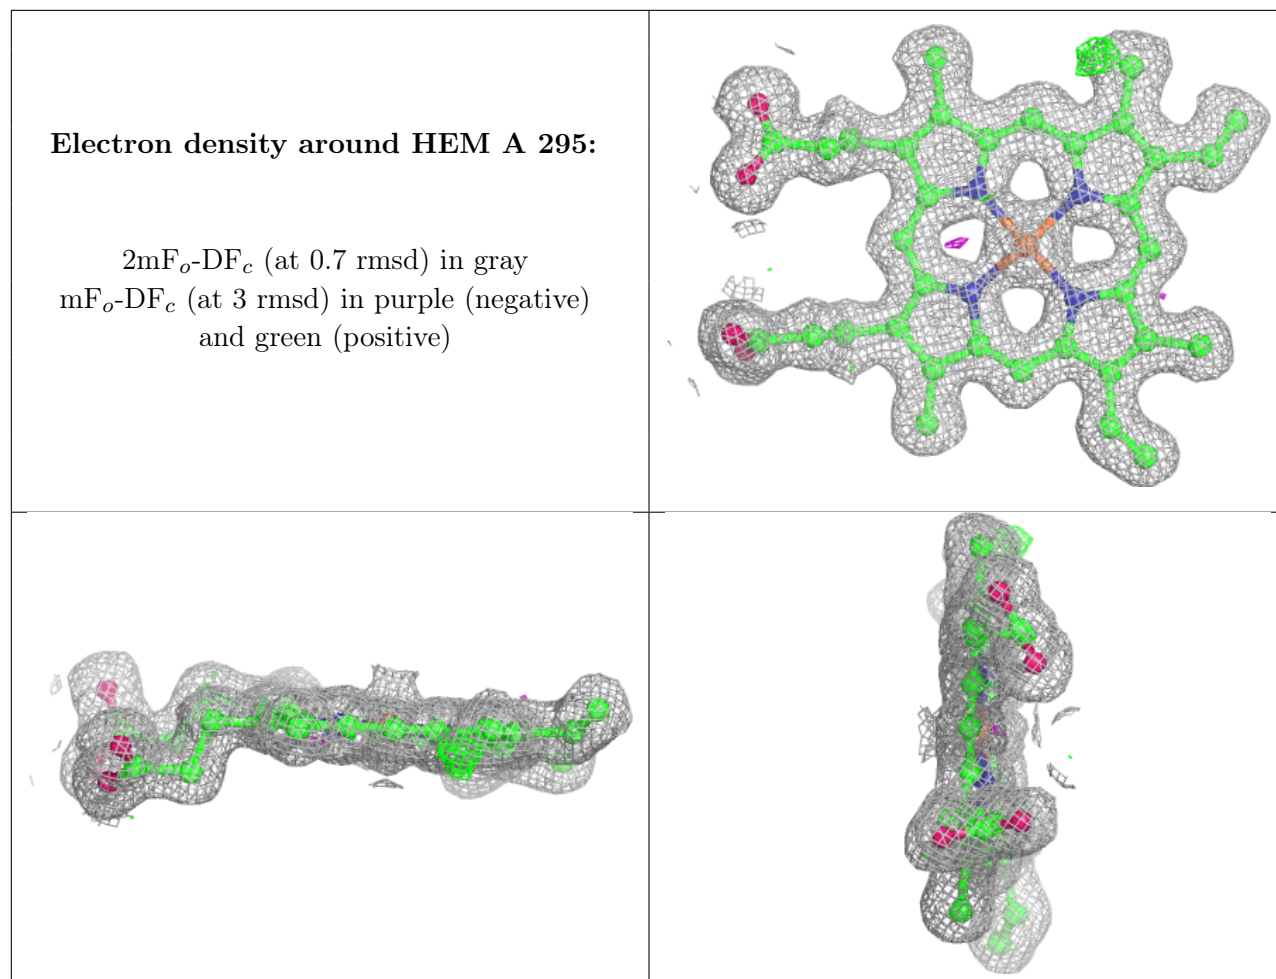 Electron density around HEM A 295:
2mFo-DFc (at 0.7 rmsd) in gray
mFo-DFc (at 3 rmsd) in purple (negative)
and green (positive)